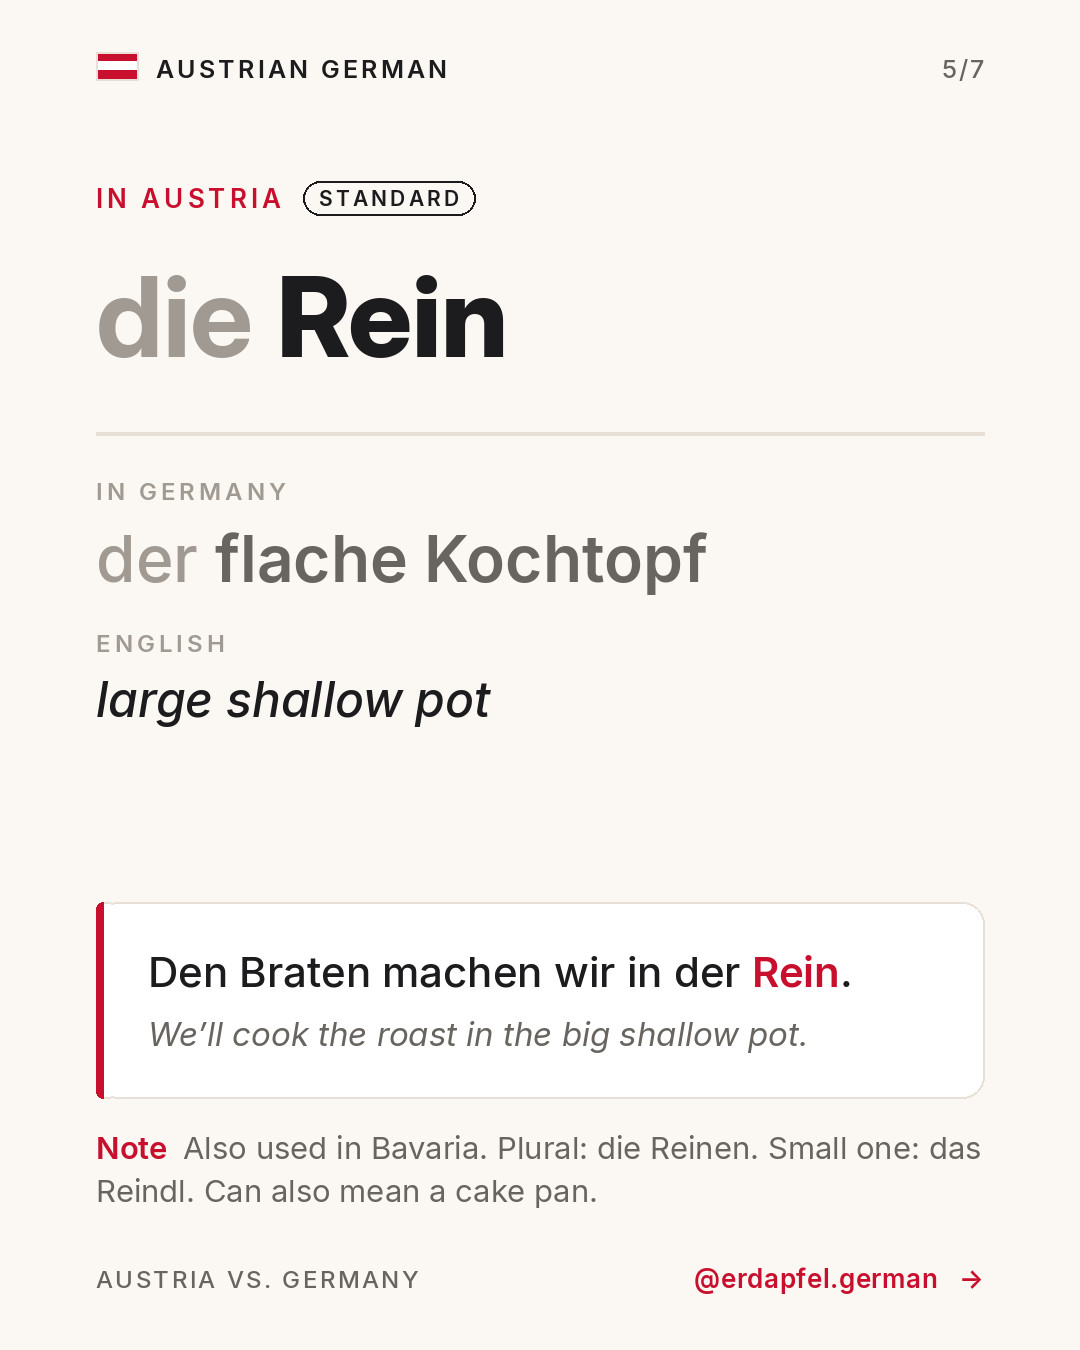 AUSTRIAN GERMAN
5/7
IN AUSTRIA STANDARD
die Rein
IN GERMANY
der flache Kochtopf
ENGLISH
large shallow pot
Den Braten machen wir in der Rein.
We’ll cook the roast in the big shallow pot.
Note Also used in Bavaria. Plural: die Reinen. Small one: das
Reindl. Can also mean a cake pan.
AUSTRIA VS. GERMANY
@erdapfel.german →